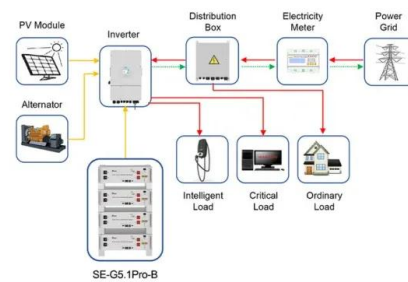 PV Module
Inverter
Distribution
Box
Electricity
Meter
Power
Grid
Alternator
Intelligent
Load
Critical
Load
Ordinary
Load
SE-G5.1Pro-B